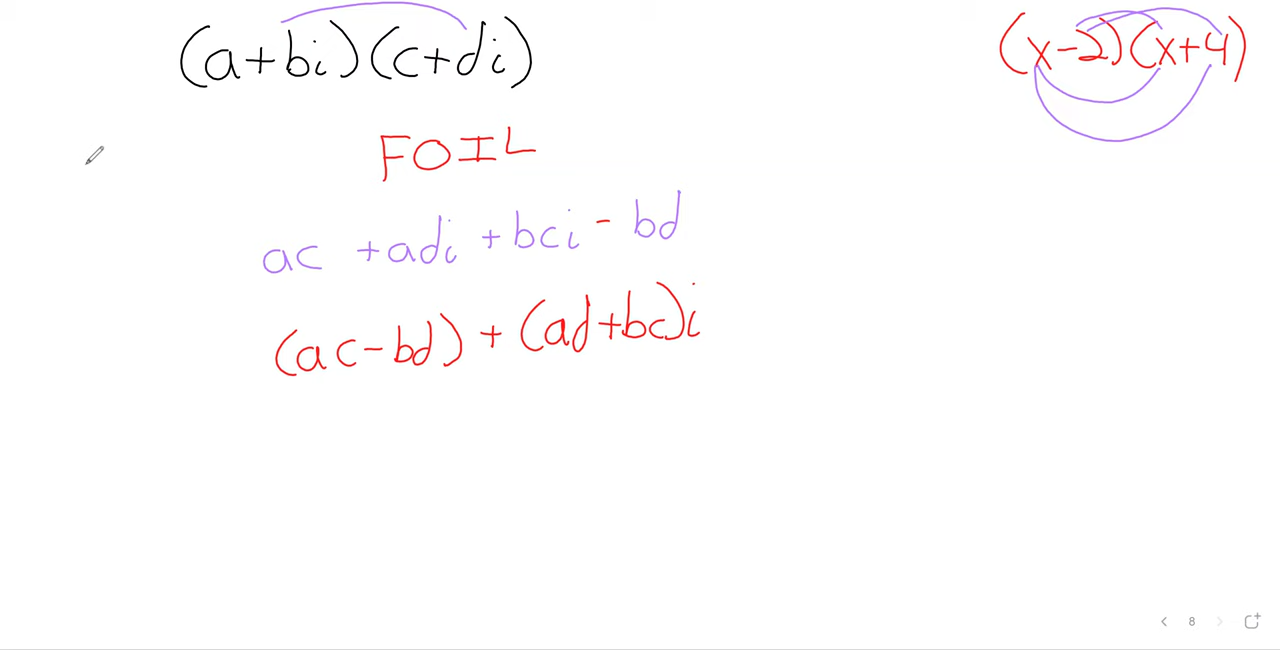 (a+bi)(c+di)
(x-2)(x+4)
FOIL
ac +adi +bci - bd
(ac-bd) + (ad+bc)i
< 8 >